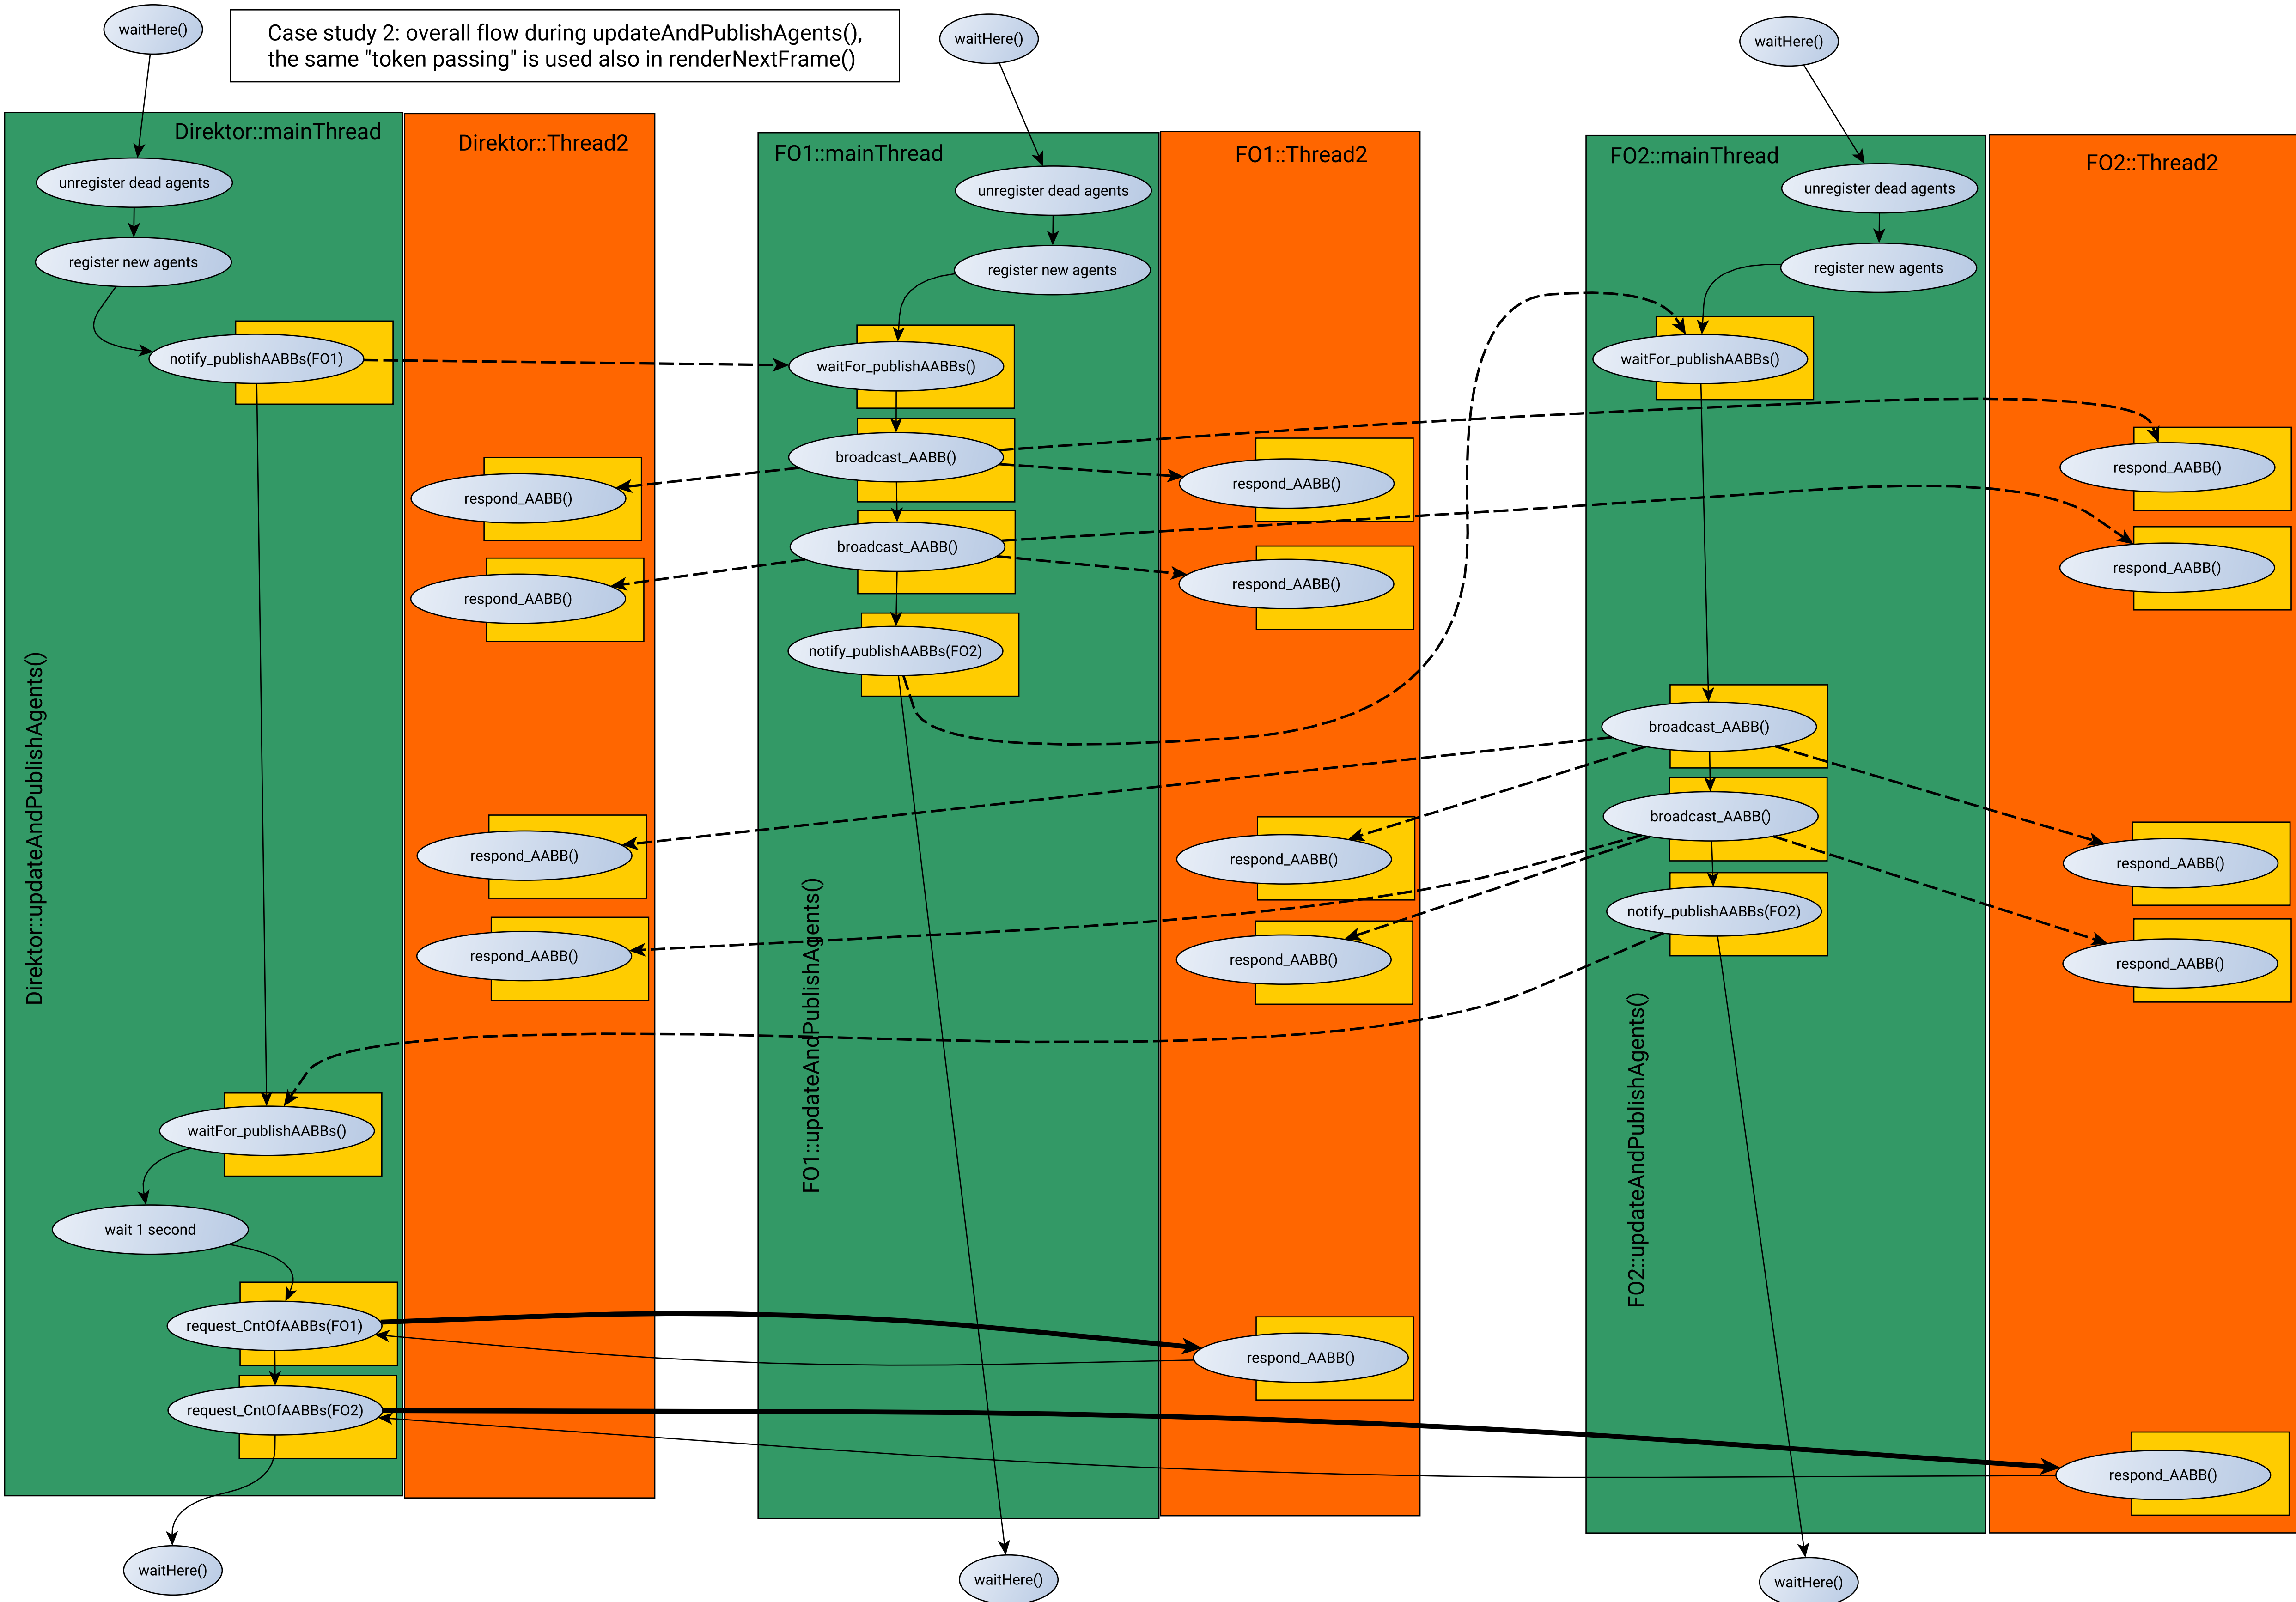 waitHere()
Case study 2: overall flow during updateAndPublishAgents(),
the same "token passing" is used also in renderNextFrame()
waitHere()
waitHere()
Direktor::mainThread
unregister dead agents
register new agents
notify_publishAABBs(FO1)
Direktor::updateAndPublishAgents()
waitFor_publishAABBs()
wait 1 second
request_CntOfAABBs(FO1)
request_CntOfAABBs(FO2)
waitHere()
Direktor::Thread2
respond_AABB()
respond_AABB()
respond_AABB()
respond_AABB()
FO1::mainThread
unregister dead agents
register new agents
waitFor_publishAABBs()
broadcast_AABB()
broadcast_AABB()
notify_publishAABBs(FO2)
FO1::updateAndPublishAgents()
waitHere()
FO1::Thread2
respond_AABB()
respond_AABB()
respond_AABB()
respond_AABB()
respond_AABB()
FO2::mainThread
unregister dead agents
register new agents
waitFor_publishAABBs()
broadcast_AABB()
broadcast_AABB()
notify_publishAABBs(FO2)
FO2::updateAndPublishAgents()
waitHere()
FO2::Thread2
respond_AABB()
respond_AABB()
respond_AABB()
respond_AABB()
respond_AABB()